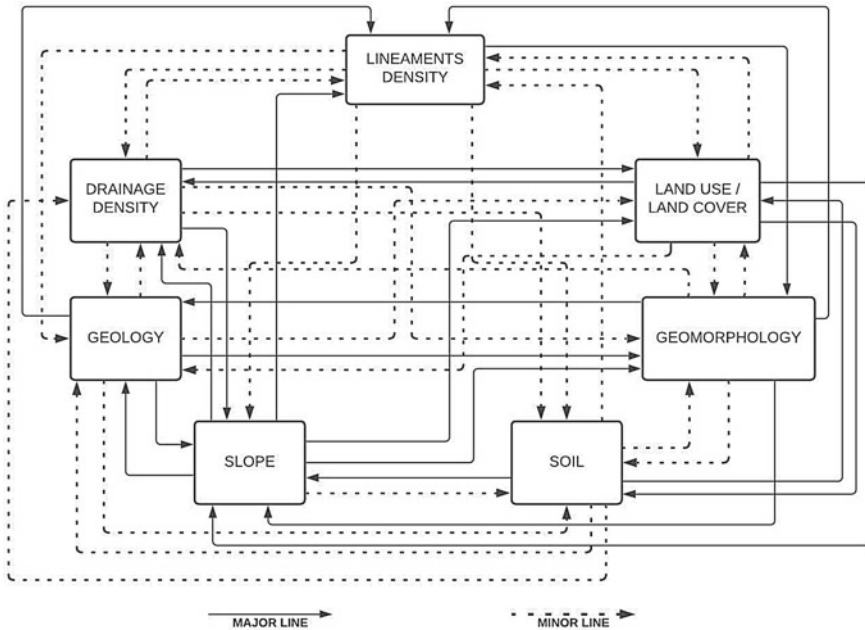 LINEAMENTS
DENSITY
DRAINAGE
DENSITY
LAND USE /
LAND COVER
GEOLOGY
GEOMORPHOLOGY
SLOPE
SOIL
MAJOR LINE
MINOR LINE